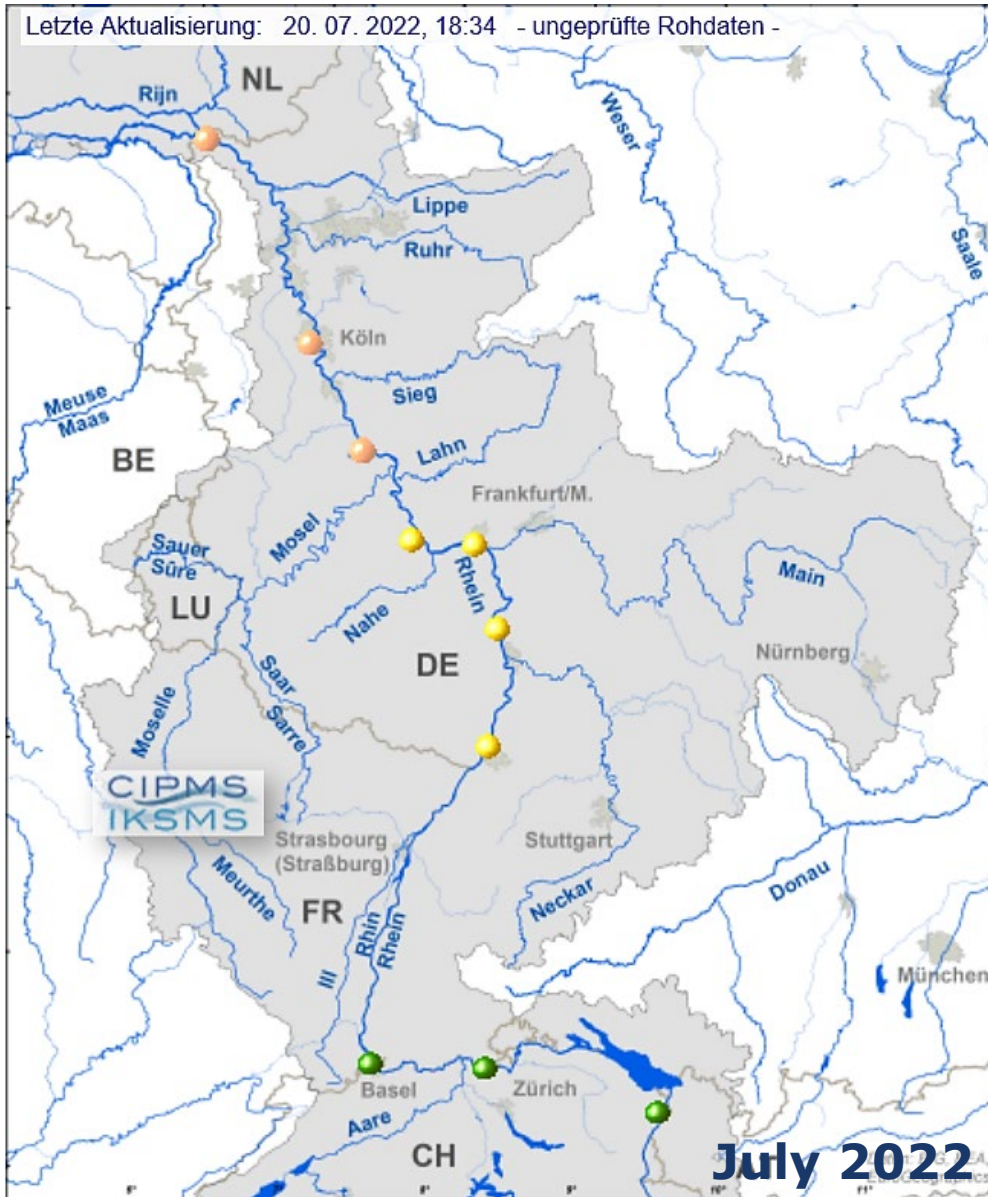 Letzte Aktualisierung: 20. 07. 2022, 18:34 - ungeprüfte Rohdaten -
NL
Rijn
Weser
Lippe
Saale
Ruhr
Köln
Meuse
Maas
Sieg
BE
Lahn
Frankfurt/M.
Mosel
Sauer
Sûre
Rhein
Main
LU
Nahe
DE
Nürnberg
Saar
Sarre
Moselle
CIPMS
IKSMS
Strasbourg
(Straßburg)
Stuttgart
Meurthe
Neckar
Donau
FR
Rhin
Rhein
Ill
München
Basel
Zürich
Aare
CH
July 2022